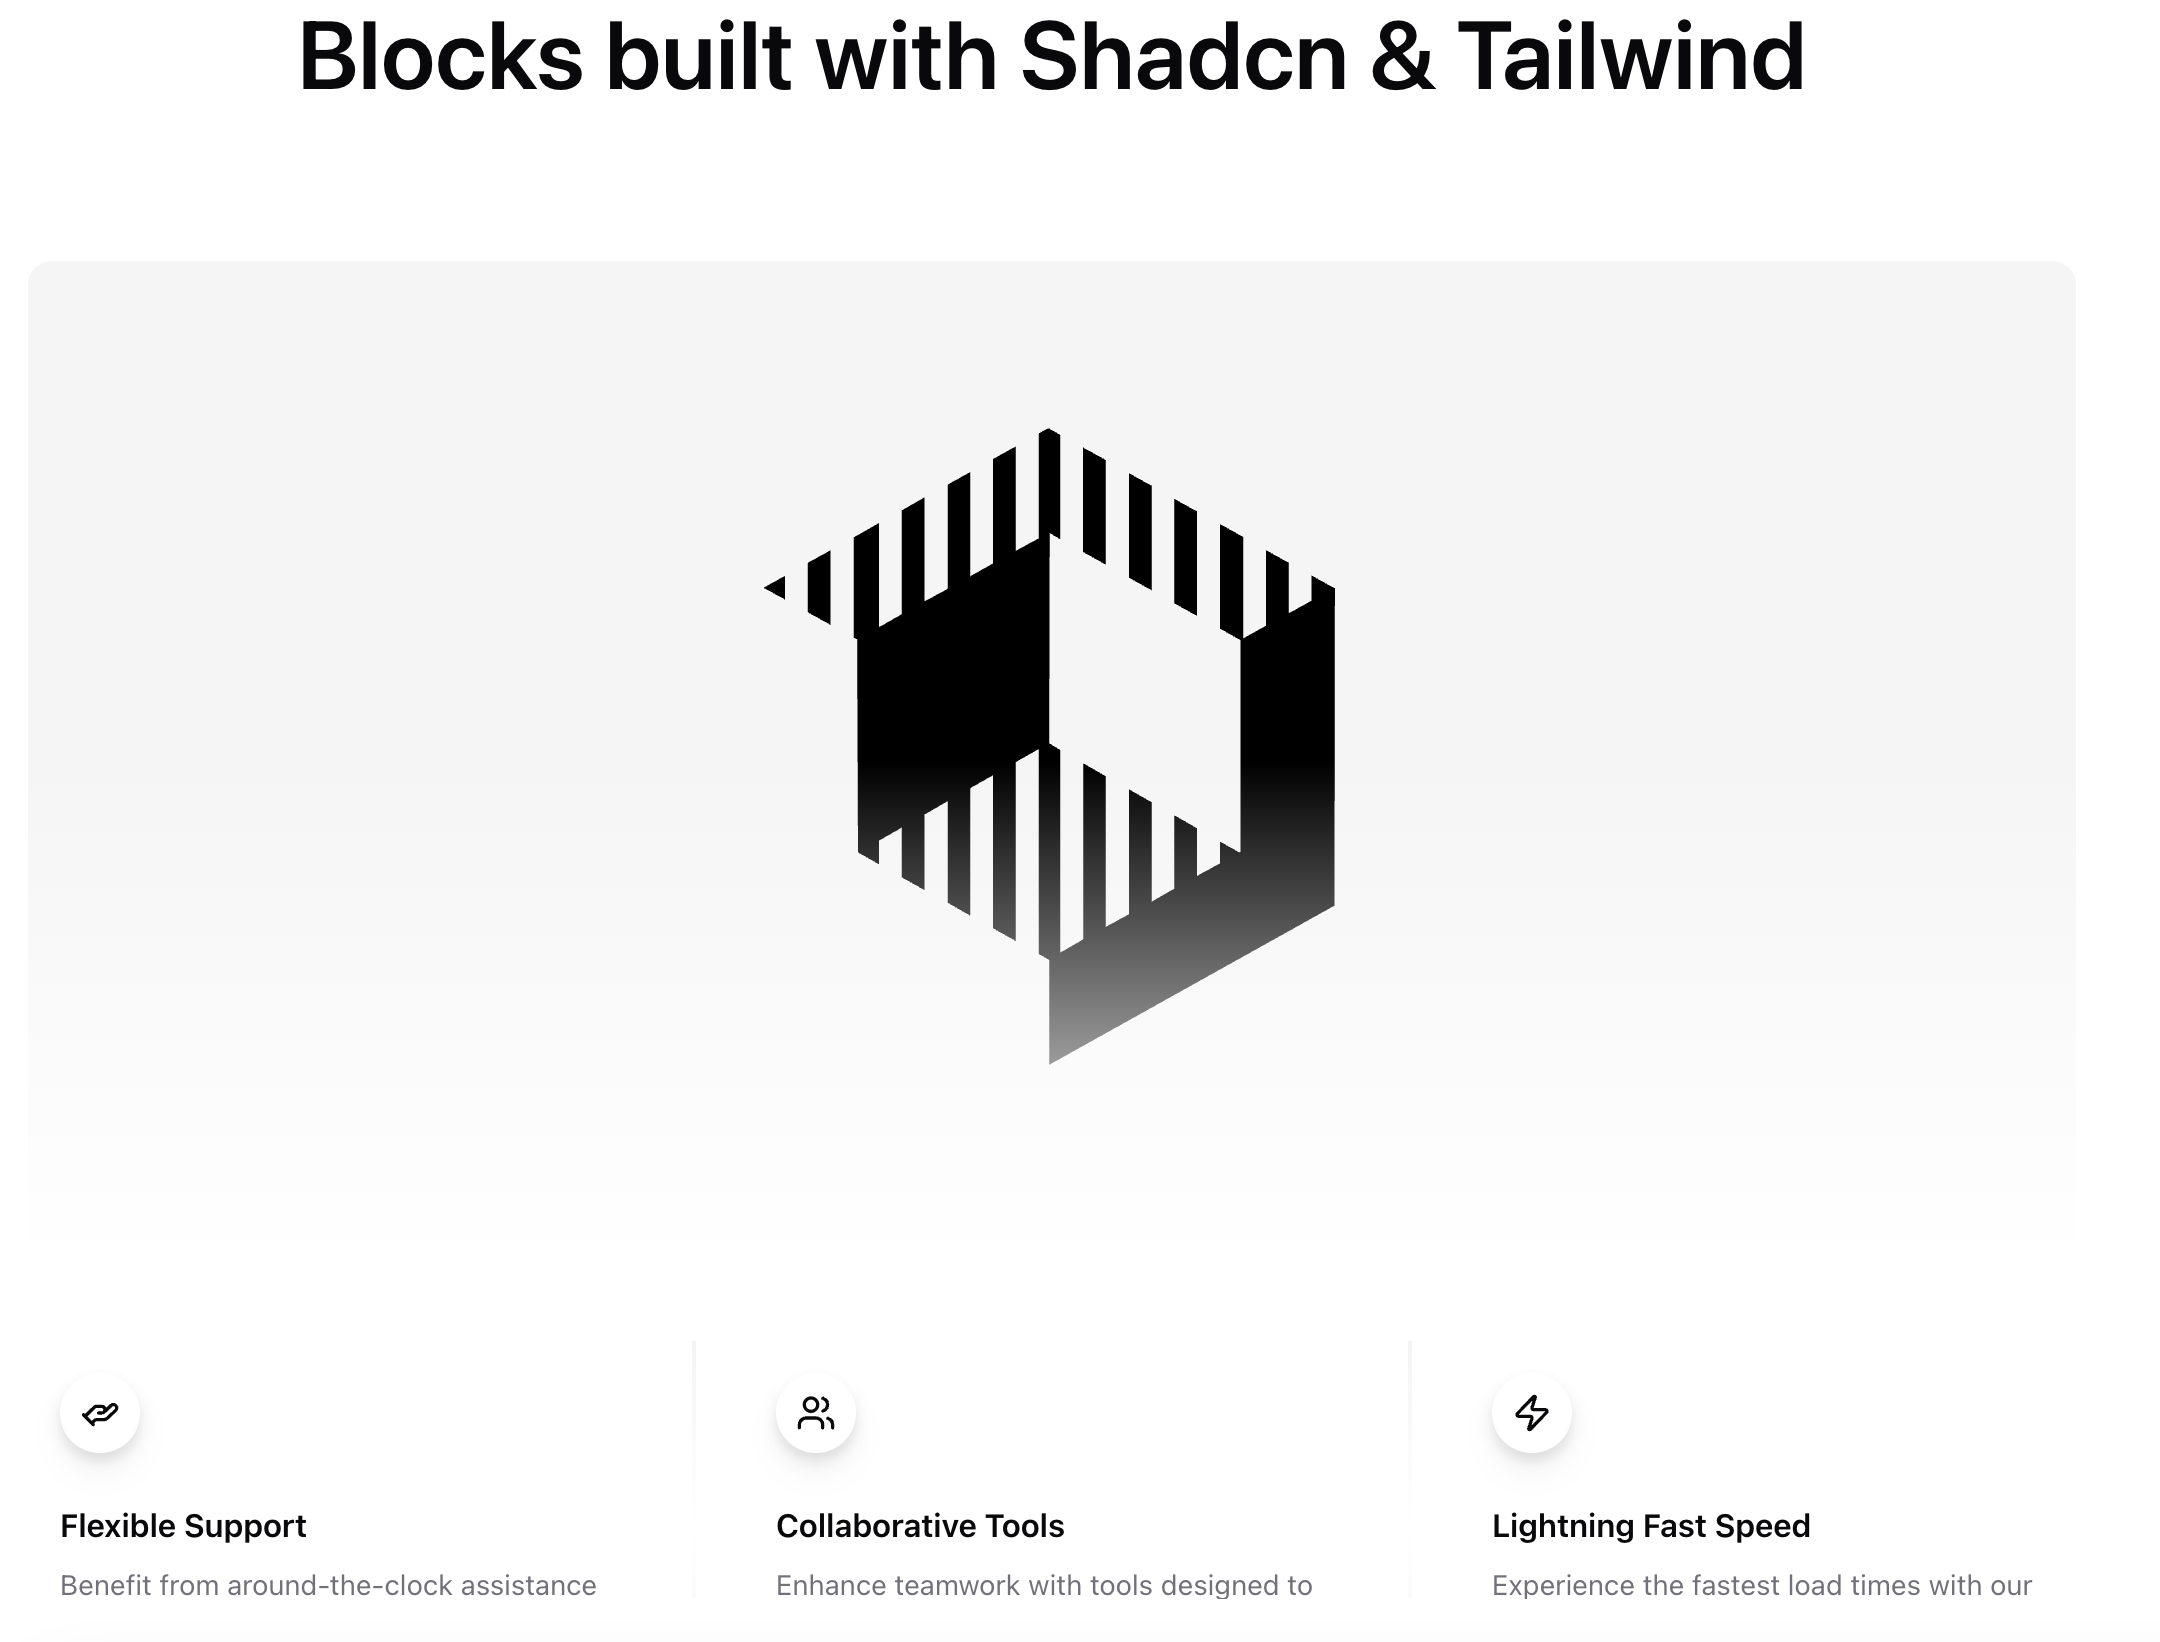 Blocks built with Shadcn & Tailwind
Flexible Support
Benefit from around-the-clock assistance
Collaborative Tools
Enhance teamwork with tools designed to
Lightning Fast Speed
Experience the fastest load times with our